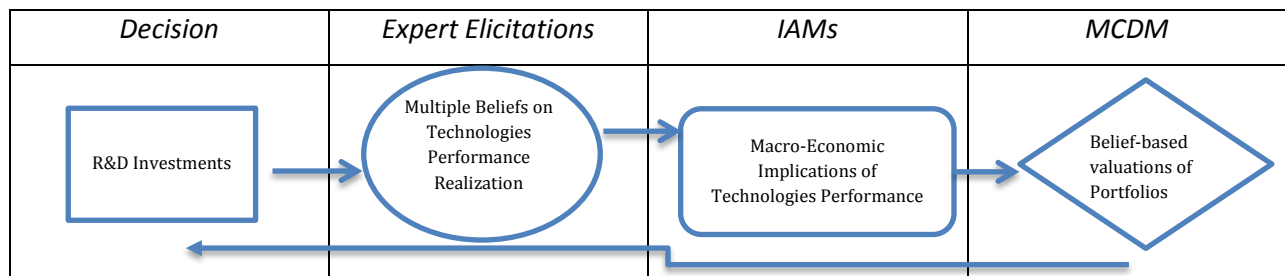 Decision
Expert Elicitations
IAMs
MCDM
R&D Investments
Multiple Beliefs on
Technologies
Performance
Realization
Macro-Economic
Implications of
Technologies Performance
Belief-based
valuations of
Portfolios